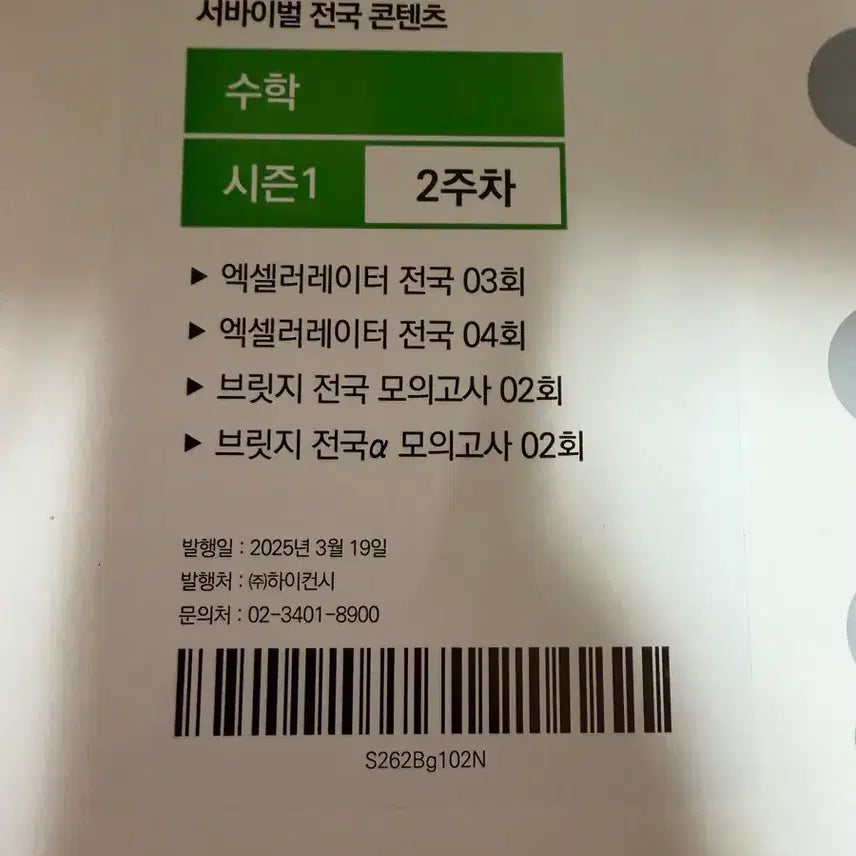 서바이벌 전국 콘텐츠
수학
시즌1 2주차
▶ 엑셀러레이터 전국 03회
▶ 엑셀러레이터 전국 04회
▶ 브릿지 전국 모의고사 02회
▶ 브릿지 전국α 모의고사 02회
발행일 : 2025년 3월 19일
발행처 : ㈜하이컨시
문의처 : 02-3401-8900
S262Bg102N